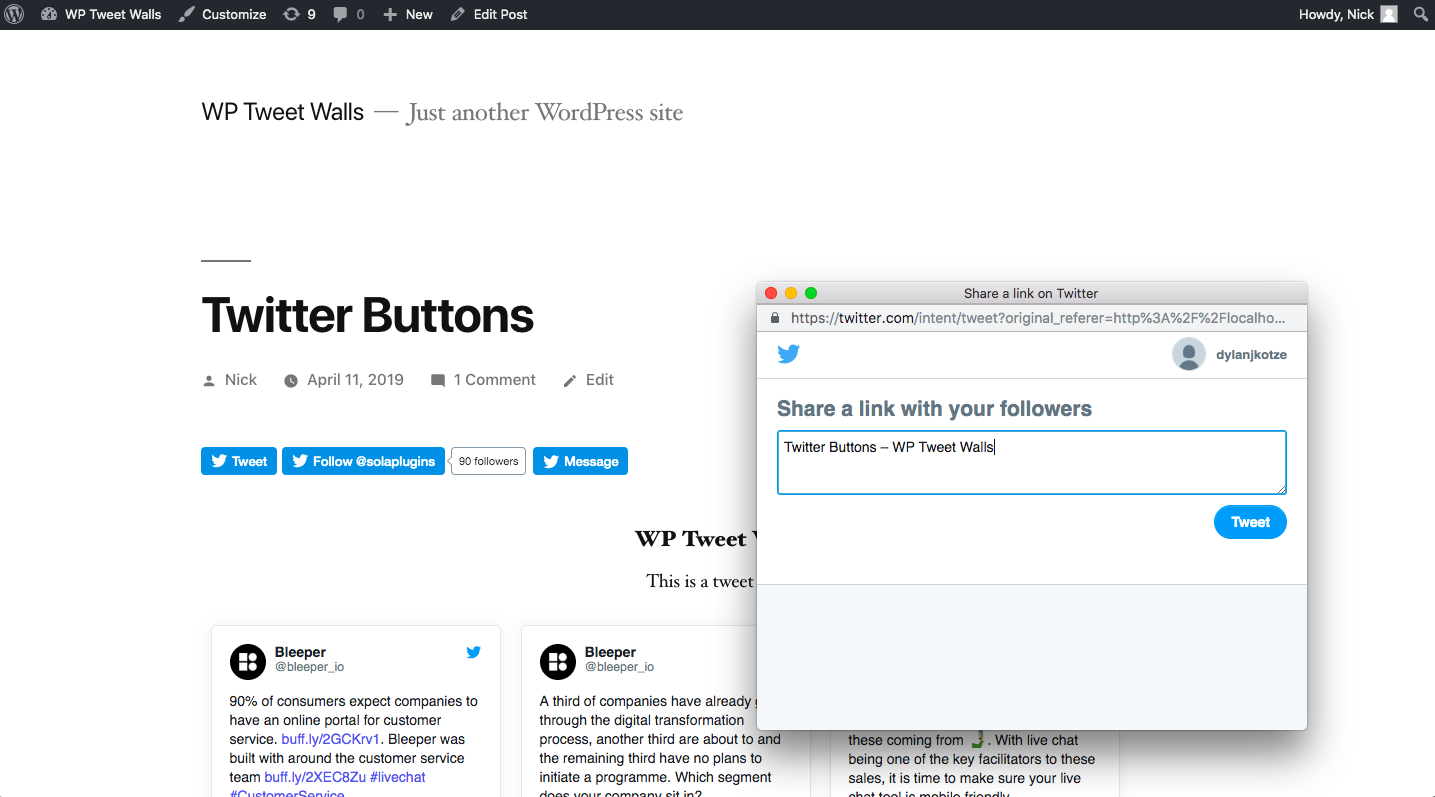 WP Tweet Walls Customize 9 0 New Edit Post Howdy, Nick
WP Tweet Walls — Just another WordPress site
Twitter Buttons
Nick April 11, 2019 1 Comment Edit
Tweet Follow @solaplugins 90 followers Message
WP Tweet
This is a tweet
Bleeper
@bleeper_io
90% of consumers expect companies to
have an online portal for customer
service. buff.ly/2GCKrv1. Bleeper was
built with around the customer service
team buff.ly/2XEC8Zu #livechat
#CustomerService
Bleeper
@bleeper_io
A third of companies have already
through the digital transformation
process, another third are about to and
the remaining third have no plans to
initiate a programme. Which segment
does your company sit in?
these coming from . With live chat
being one of the key facilitators to these
sales, it is time to make sure your live
chat tool is mobile friendly.
Share a link on Twitter
https://twitter.com/intent/tweet?original_referer=http%3A%2F%2Flocalho...
dylanjkotze
Share a link with your followers
Twitter Buttons – WP Tweet Walls
Tweet